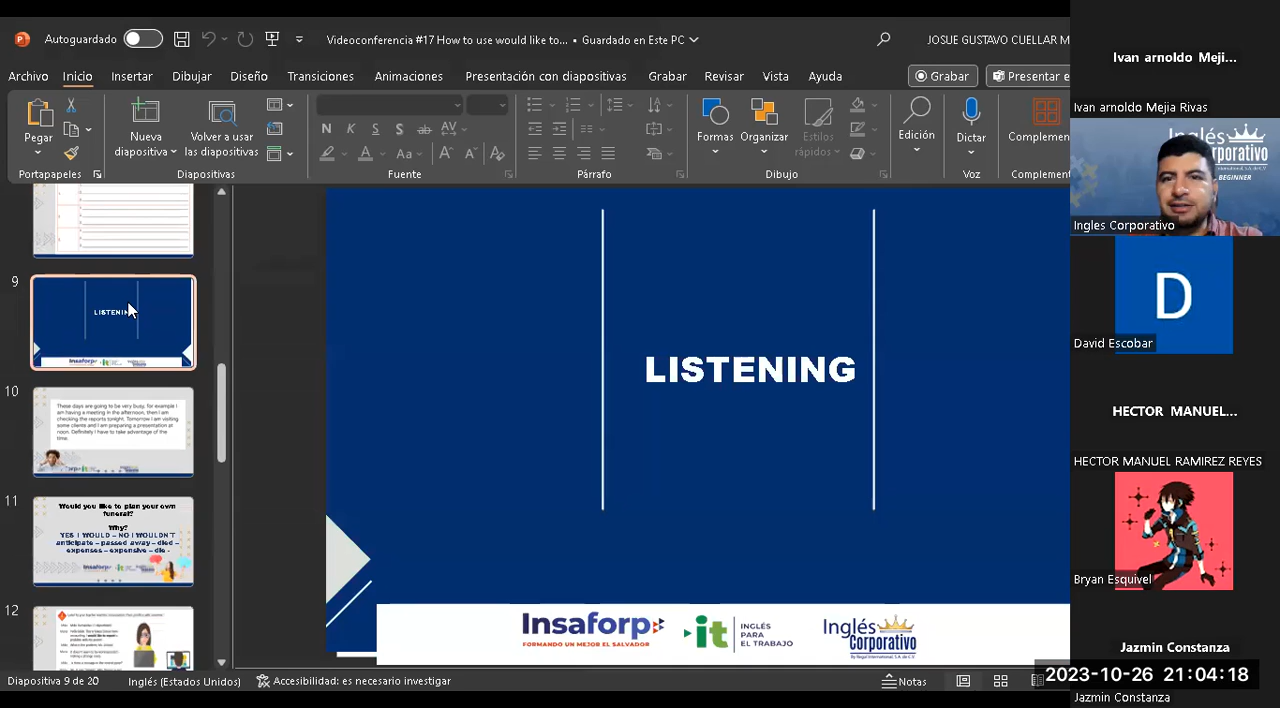 Autoguardado
Videoconferencia #17 How to use would like to... • Guardado en Este PC
JOSUE GUSTAVO CUELLAR M
Archivo Inicio Insertar Dibujar Diseño Transiciones Animaciones Presentación con diapositivas Grabar Revisar Vista Ayuda
Grabar
Presentar e
Pegar
Nueva diapositiva
Volver a usar las diapositivas
N K S S ab AV
Aa A A A
Formas
Organizar
Estilos rápidos
Edición
Dictar
Complemen
Portapapeles
Diapositivas
Fuente
Párrafo
Dibujo
Voz
Complement
9
LISTENING
10
These days are going to be very busy, for example I
am having a meeting in the afternoon, then I am
checking the reports tonight. Tomorrow I am visiting
some clients and I am preparing a presentation at
noon. Definitely I have to take advantage of the
time.
11
Would you like to plan your own
funeral?
Why?
YES I WOULD – NO I WOULDN'T
anticipate – passed away – died –
expenses – expensive – die -
12
LISTENING
Insaforp
FORMANDO UN MEJOR EL SALVADOR
it
INGLÉS
PARA
EL TRABAJO
Inglés
Corporativo
Diapositiva 9 de 20
Inglés (Estados Unidos)
Accesibilidad: es necesario investigar
Notas
Ivan arnoldo Meji...
Ivan arnoldo Mejia Rivas
Inglés
orporativo
BEGINNER
Ingles Corporativo
D
David Escobar
HECTOR MANUEL...
HECTOR MANUEL RAMIREZ REYES
Bryan Esquivel
Jazmin Constanza
2023-10-26 21:04:18
Jazmin Constanza